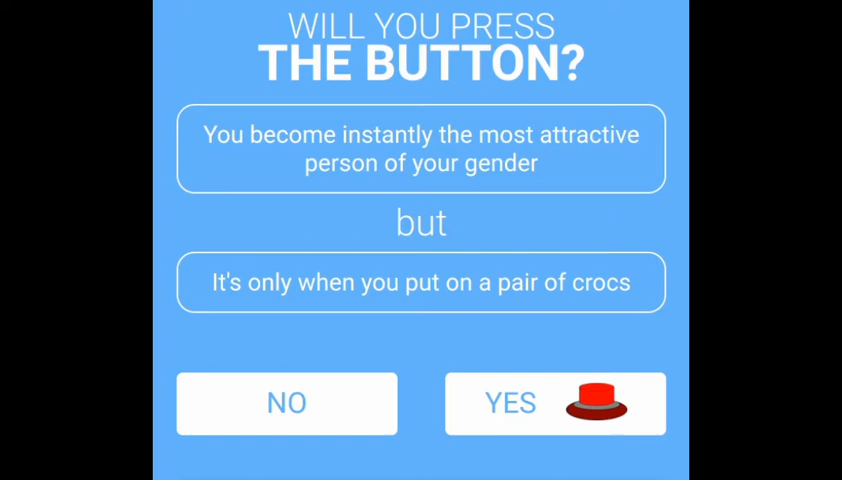 WILL YOU PRESS
THE BUTTON?
You become instantly the most attractive
person of your gender
but
It's only when you put on a pair of crocs
NO
YES